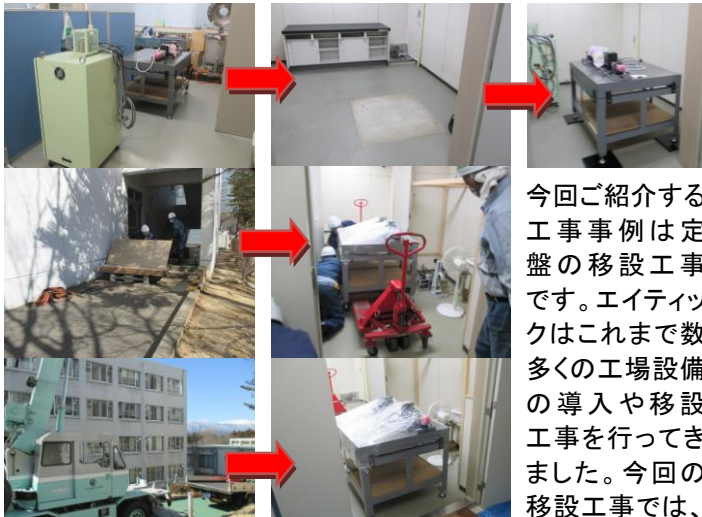 今回ご紹介する
工事事例は定
盤の移設工事
です。エイティッ
クはこれまで数
多くの工場設備
の導入や移設
工事を行ってき
ました。今回の
移設工事では、